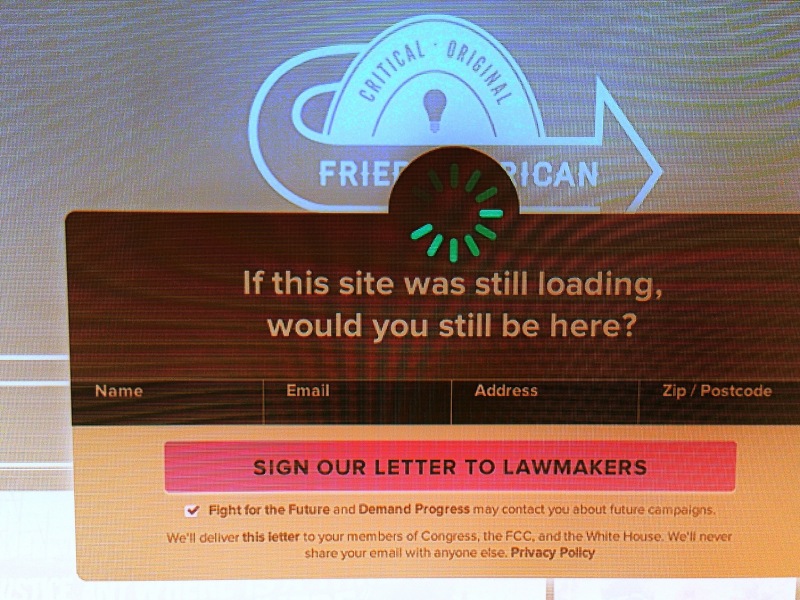 CRITICAL · ORIGINAL
FRIED RICAN
If this site was still loading,
would you still be here?
Name Email Address Zip / Postcode
SIGN OUR LETTER TO LAWMAKERS
Fight for the Future and Demand Progress may contact you about future campaigns.
We'll deliver this letter to your members of Congress, the FCC, and the White House. We'll never
share your email with anyone else. Privacy Policy